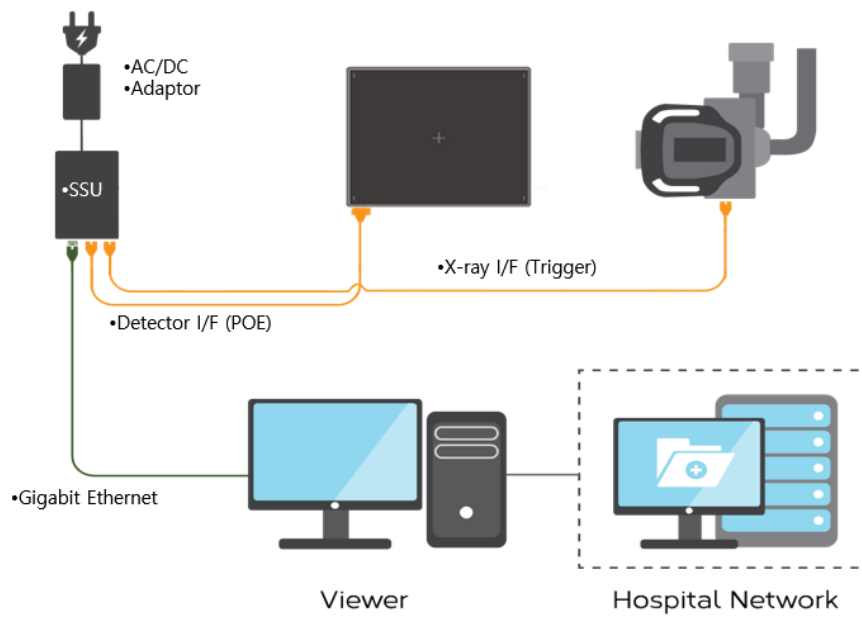 •AC/DC
•Adaptor
•SSU
•X-ray I/F (Trigger)
•Detector I/F (POE)
•Gigabit Ethernet
Viewer
Hospital Network